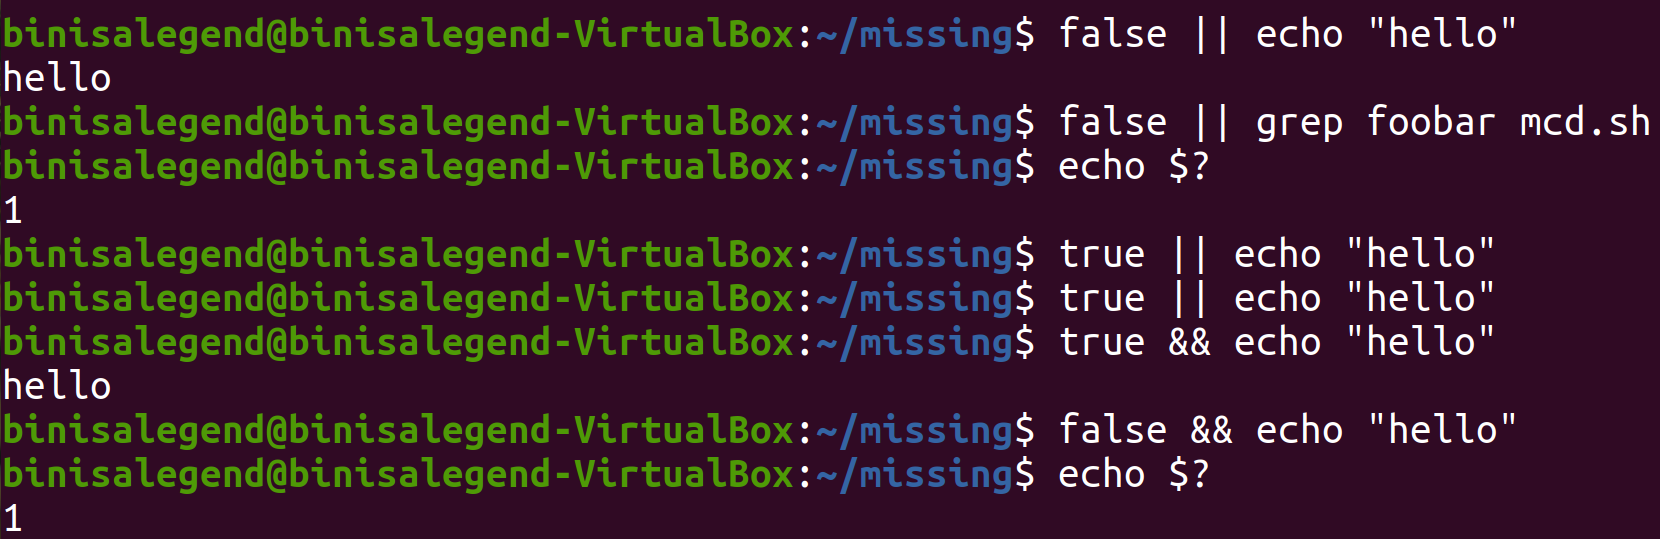 binisalegend@binisalegend-VirtualBox:~/missing$ false || echo "hello"
hello
binisalegend@binisalegend-VirtualBox:~/missing$ false || grep foobar mcd.sh
binisalegend@binisalegend-VirtualBox:~/missing$ echo $?
1
binisalegend@binisalegend-VirtualBox:~/missing$ true || echo "hello"
binisalegend@binisalegend-VirtualBox:~/missing$ true || echo "hello"
binisalegend@binisalegend-VirtualBox:~/missing$ true && echo "hello"
hello
binisalegend@binisalegend-VirtualBox:~/missing$ false && echo "hello"
binisalegend@binisalegend-VirtualBox:~/missing$ echo $?
1